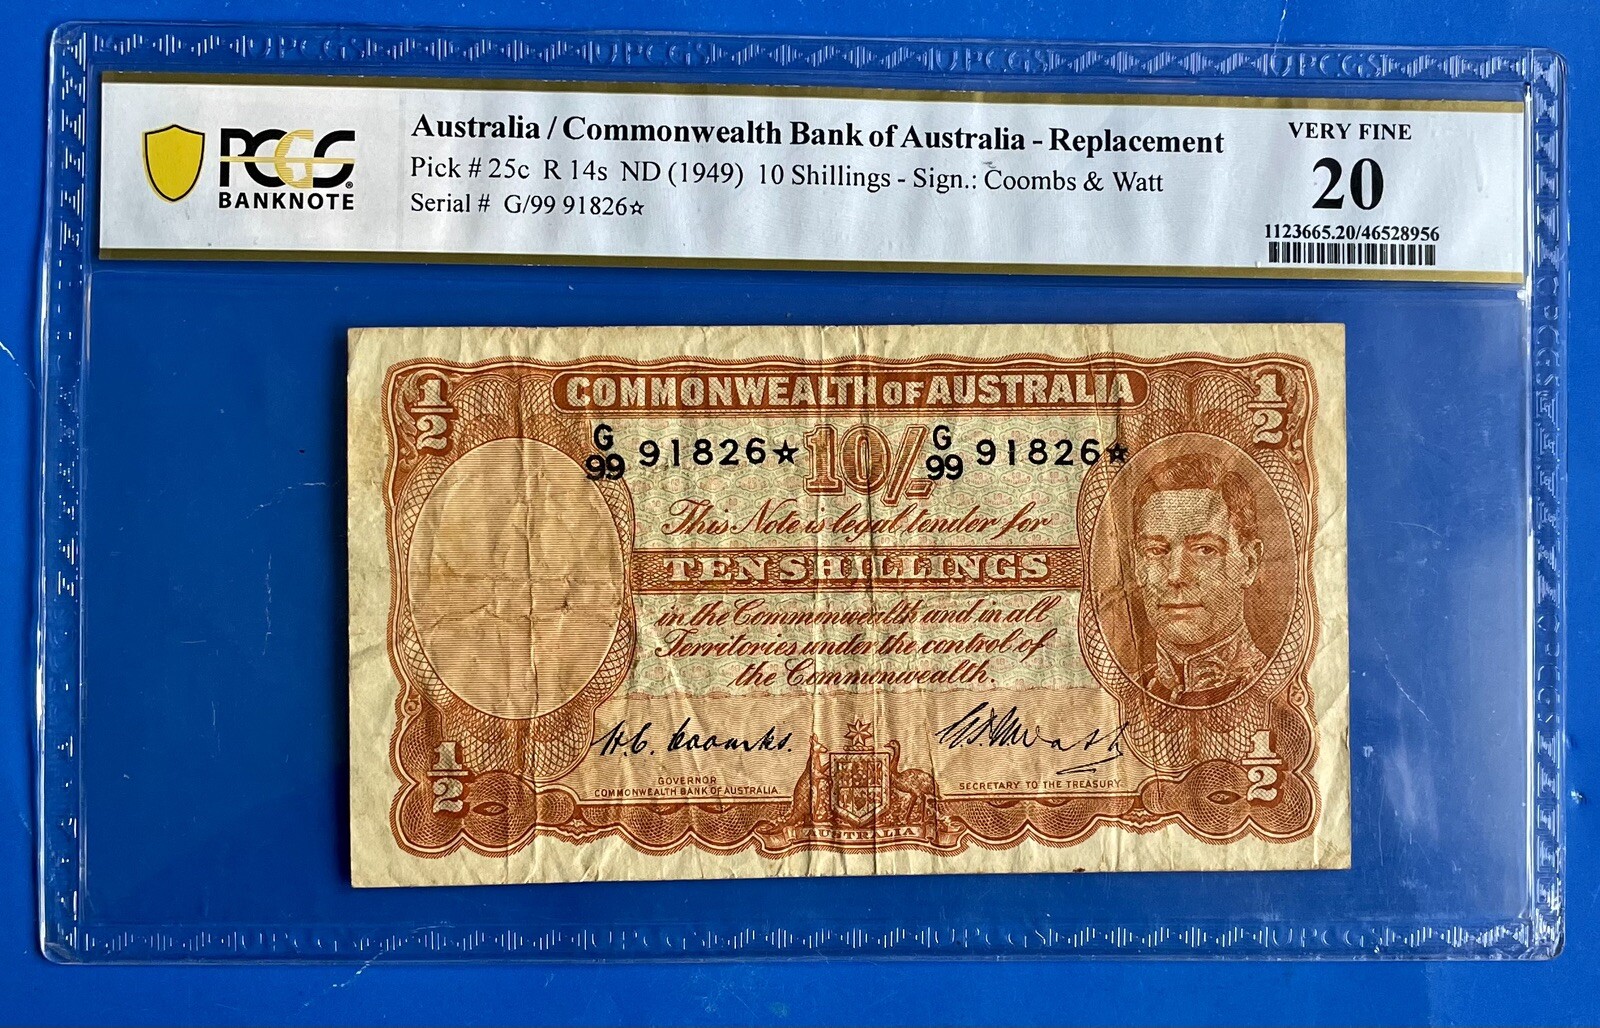 PCGS
BANKNOTE
Australia / Commonwealth Bank of Australia - Replacement
Pick # 25c R 14s ND (1949) 10 Shillings - Sign.: Coombs & Watt
Serial # G/99 91826☆
VERY FINE
20
1123665.20/46528956
COMMONWEALTH OF AUSTRALIA
1/2
1/2
G/99 91826☆ 10/- G/99 91826☆
This Note is legal tender for
TEN SHILLINGS
in the Commonwealth and in all
Territories under the control of
the Commonwealth.
H.C. Coombs.
GOVERNOR
COMMONWEALTH BANK OF AUSTRALIA.
SECRETARY TO THE TREASURY.
1/2
1/2
AUSTRALIA